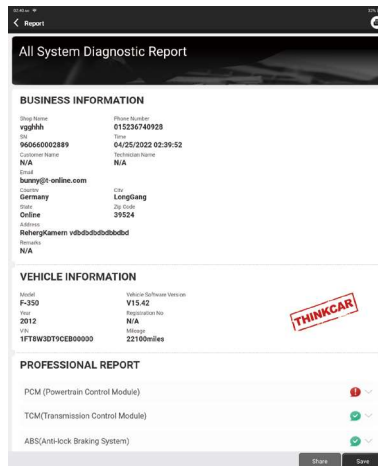 Report
All System Diagnostic Report
BUSINESS INFORMATION
Shop Name
Phone Number
vgghhh
015236740928
SN
Time
960660002889
04/25/2022 02:39:52
Customer Name
Technician Name
N/A
N/A
Email
bunny@t-online.com
Country
City
Germany
LongGang
State
Zip Code
Online
39524
Address
RehergKamern vdbdbdbdbbdbd
Remarks
N/A
VEHICLE INFORMATION
Model
Vehicle Software Version
F-350
V15.42
Year
Registration No
2012
N/A
VIN
Mileage
1FT8W3DT9CEB00000
22100miles
THINKCAR
PROFESSIONAL REPORT
PCM (Powertrain Control Module)
TCM(Transmission Control Module)
ABS(Anti-lock Braking System)
Share
Save